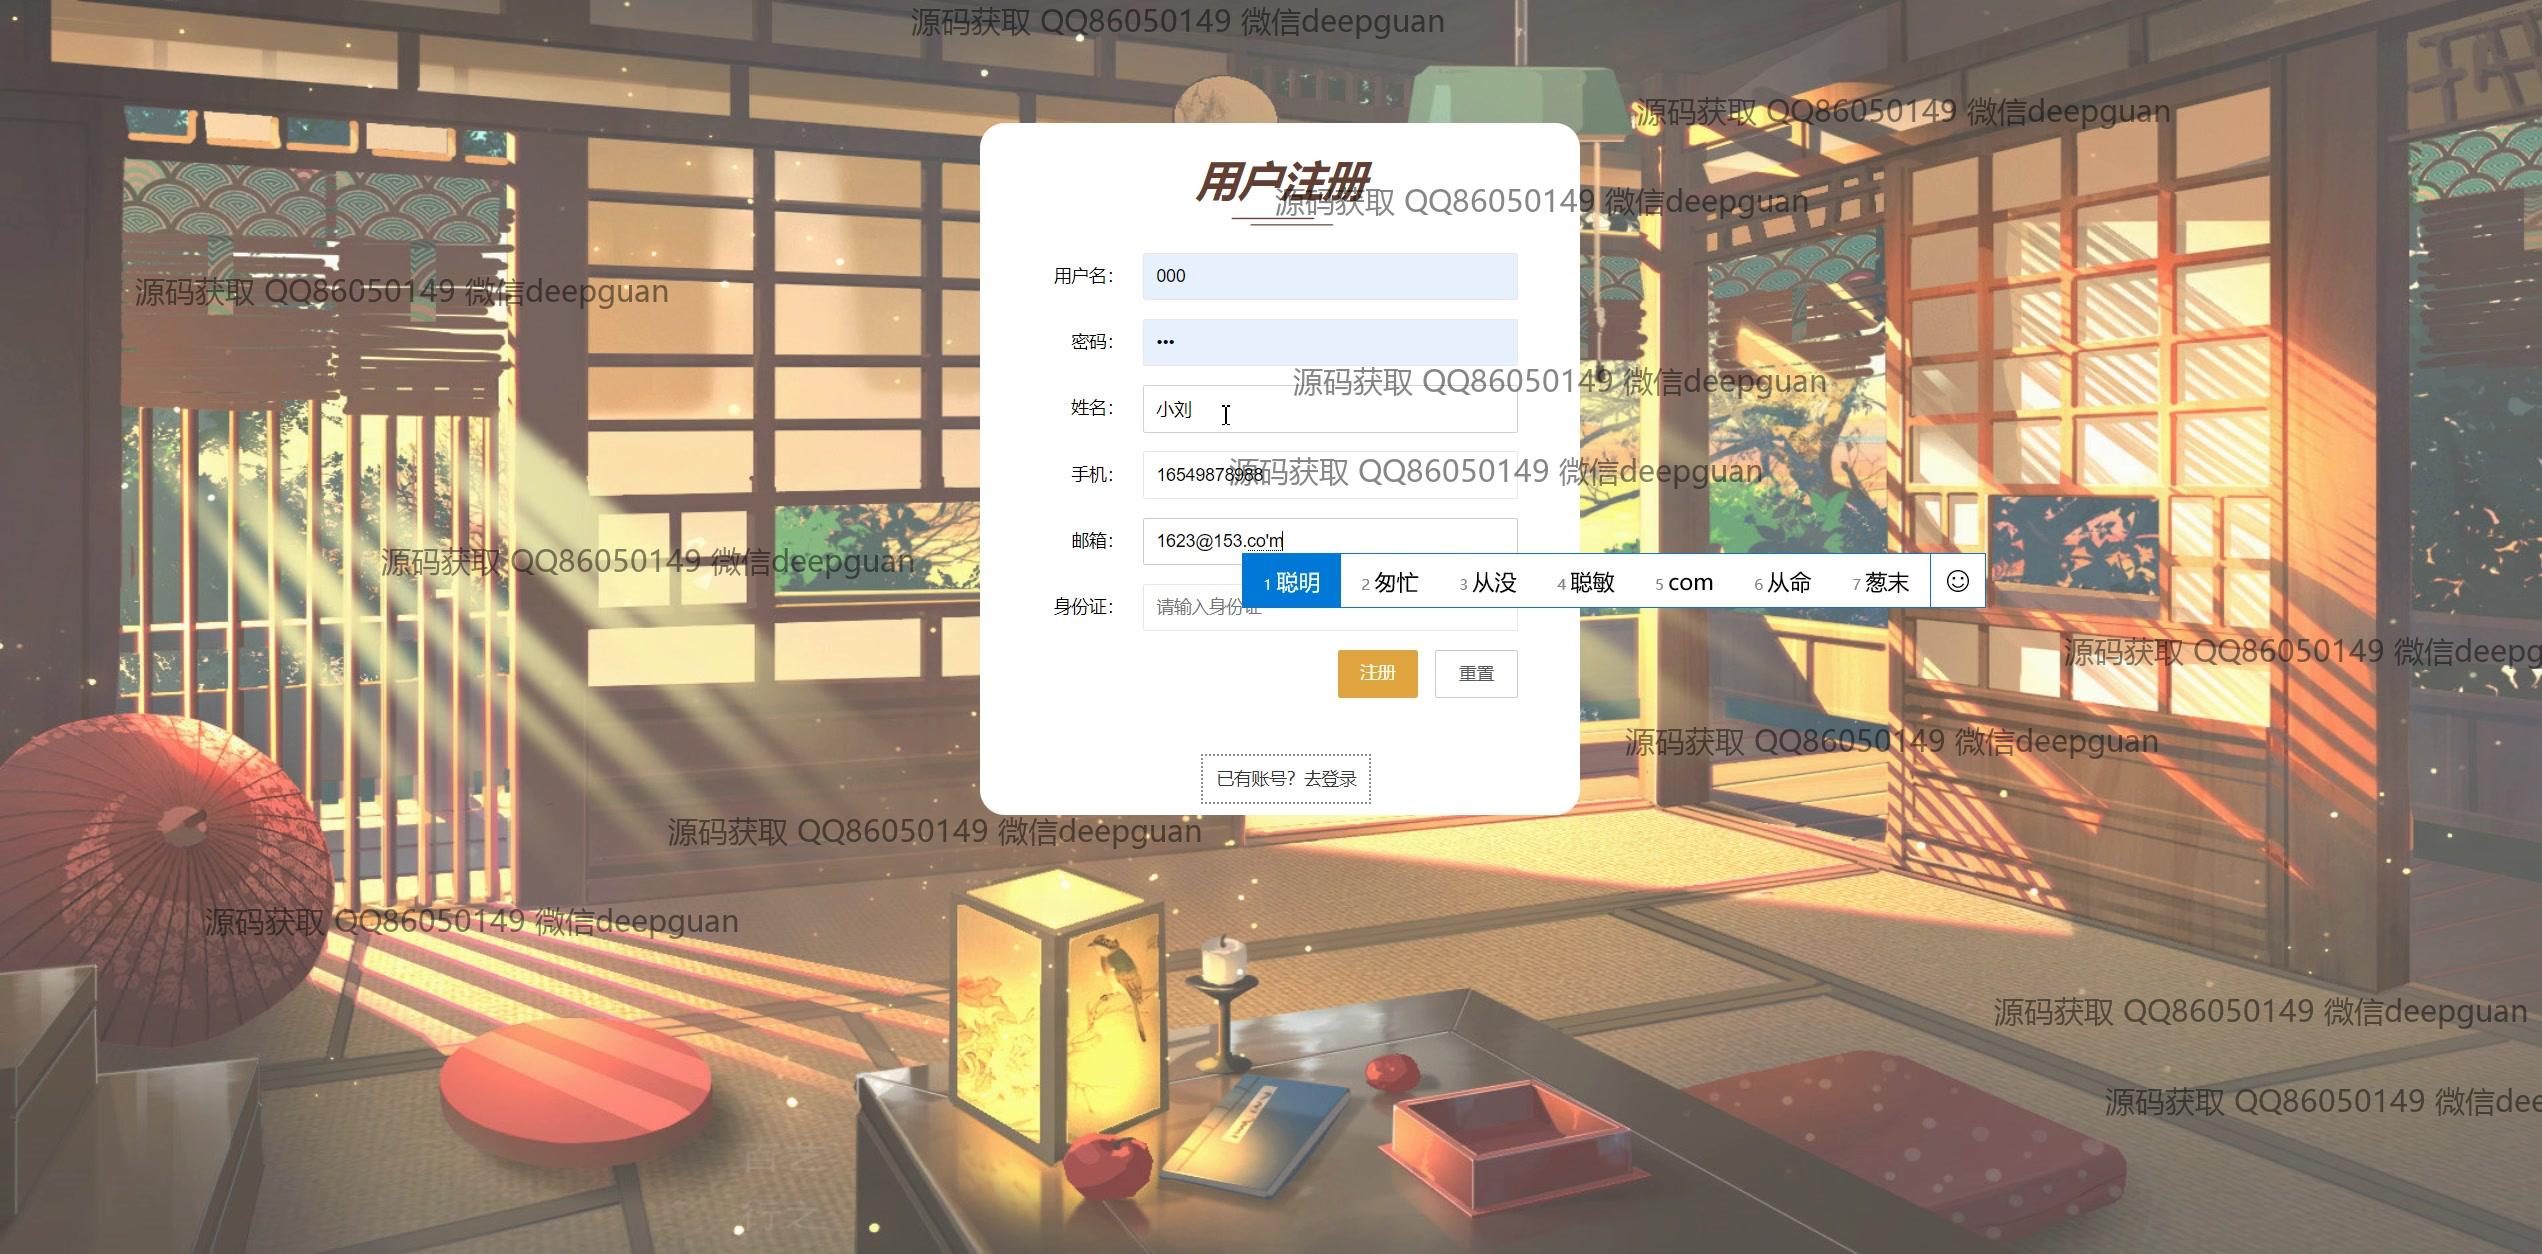 源码获取 QQ86050149 微信deepguan
源码获取 QQ86050149 微信deepguan
用户注册
源码获取 QQ86050149 微信deepguan
用户名： 000
源码获取 QQ86050149 微信deepguan
密码： •••
源码获取 QQ86050149 微信deepguan
姓名： 小刘
手机： 16549878988
源码获取 QQ86050149 微信deepguan
邮箱： 1623@153.co'm
源码获取 QQ86050149 微信deepguan
1 聪明 2 匆忙 3 从没 4 聪敏 5 com 6 从命 7 葱末
身份证： 请输入身份证
源码获取 QQ86050149 微信deepg
注册 重置
源码获取 QQ86050149 微信deepguan
已有账号？去登录
源码获取 QQ86050149 微信deepguan
源码获取 QQ86050149 微信deepguan
源码获取 QQ86050149 微信deepguan
源码获取 QQ86050149 微信dee